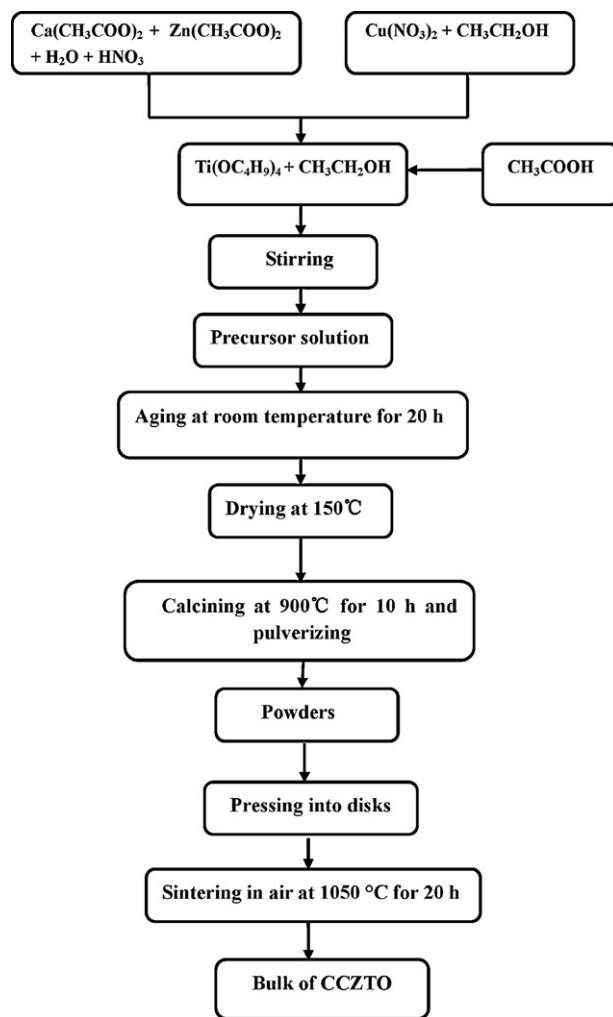 Ca(CH₃COO)₂ + Zn(CH₃COO)₂
+ H₂O + HNO₃
Cu(NO₃)₂ + CH₃CH₂OH
Ti(OC₄H₉)₄ + CH₃CH₂OH
CH₃COOH
Stirring
Precursor solution
Aging at room temperature for 20 h
Drying at 150℃
Calcining at 900℃ for 10 h and
pulverizing
Powders
Pressing into disks
Sintering in air at 1050 °C for 20 h
Bulk of CCZTO